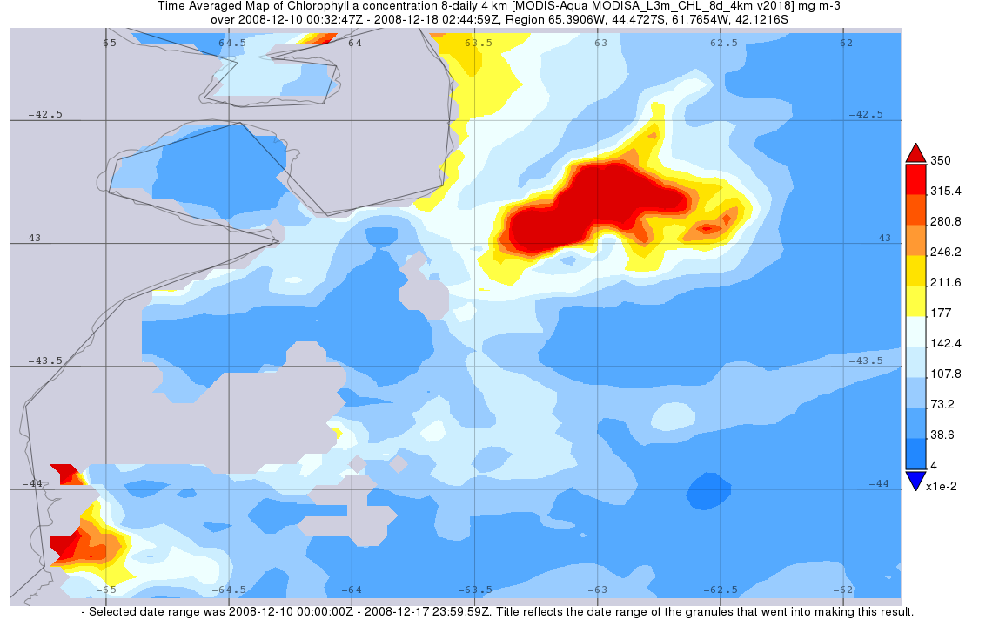 Time Averaged Map of Chlorophyll a concentration 8-daily 4 km [MODIS-Aqua MODISA_L3m_CHL_8d_4km v2018] mg m-3
over 2008-12-10 00:32:47Z - 2008-12-18 02:44:59Z, Region 65.3906W, 44.4727S, 61.7654W, 42.1216S
-65 -64.5 -64 -63.5 -63 -62.5 -62
-42.5 -42.5
-43 -43
-43.5 -43.5
-44 -44
-65 -64.5 -64 -63.5 -63 -62.5 -62
350
315.4
280.8
246.2
211.6
177
142.4
107.8
73.2
38.6
4
x1e-2
- Selected date range was 2008-12-10 00:00:00Z - 2008-12-17 23:59:59Z. Title reflects the date range of the granules that went into making this result.